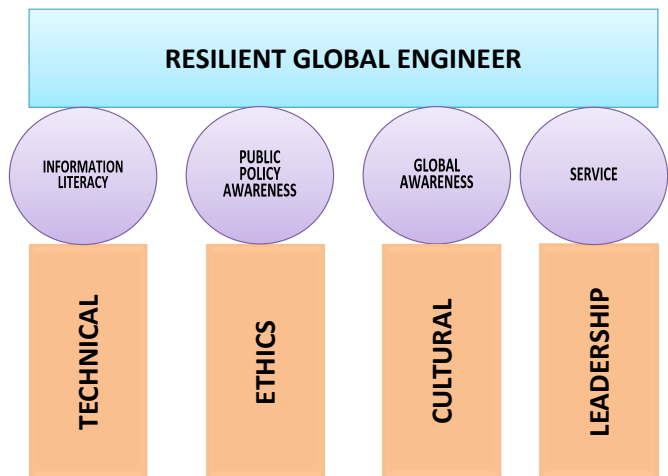 RESILIENT GLOBAL ENGINEER
INFORMATION
LITERACY
PUBLIC
POLICY
AWARENESS
GLOBAL
AWARENESS
SERVICE
TECHNICAL
ETHICS
CULTURAL
LEADERSHIP